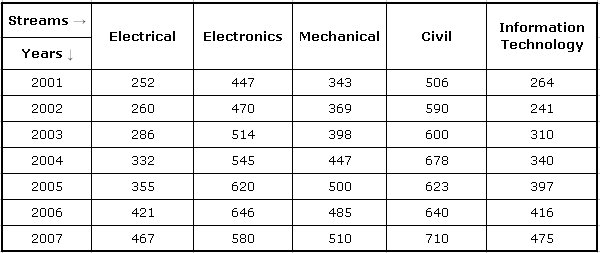 Streams → Electrical Electronics Mechanical Civil Information Technology
Years ↓
2001 252 447 343 506 264
2002 260 470 369 590 241
2003 286 514 398 600 310
2004 332 545 447 678 340
2005 355 620 500 623 397
2006 421 646 485 640 416
2007 467 580 510 710 475